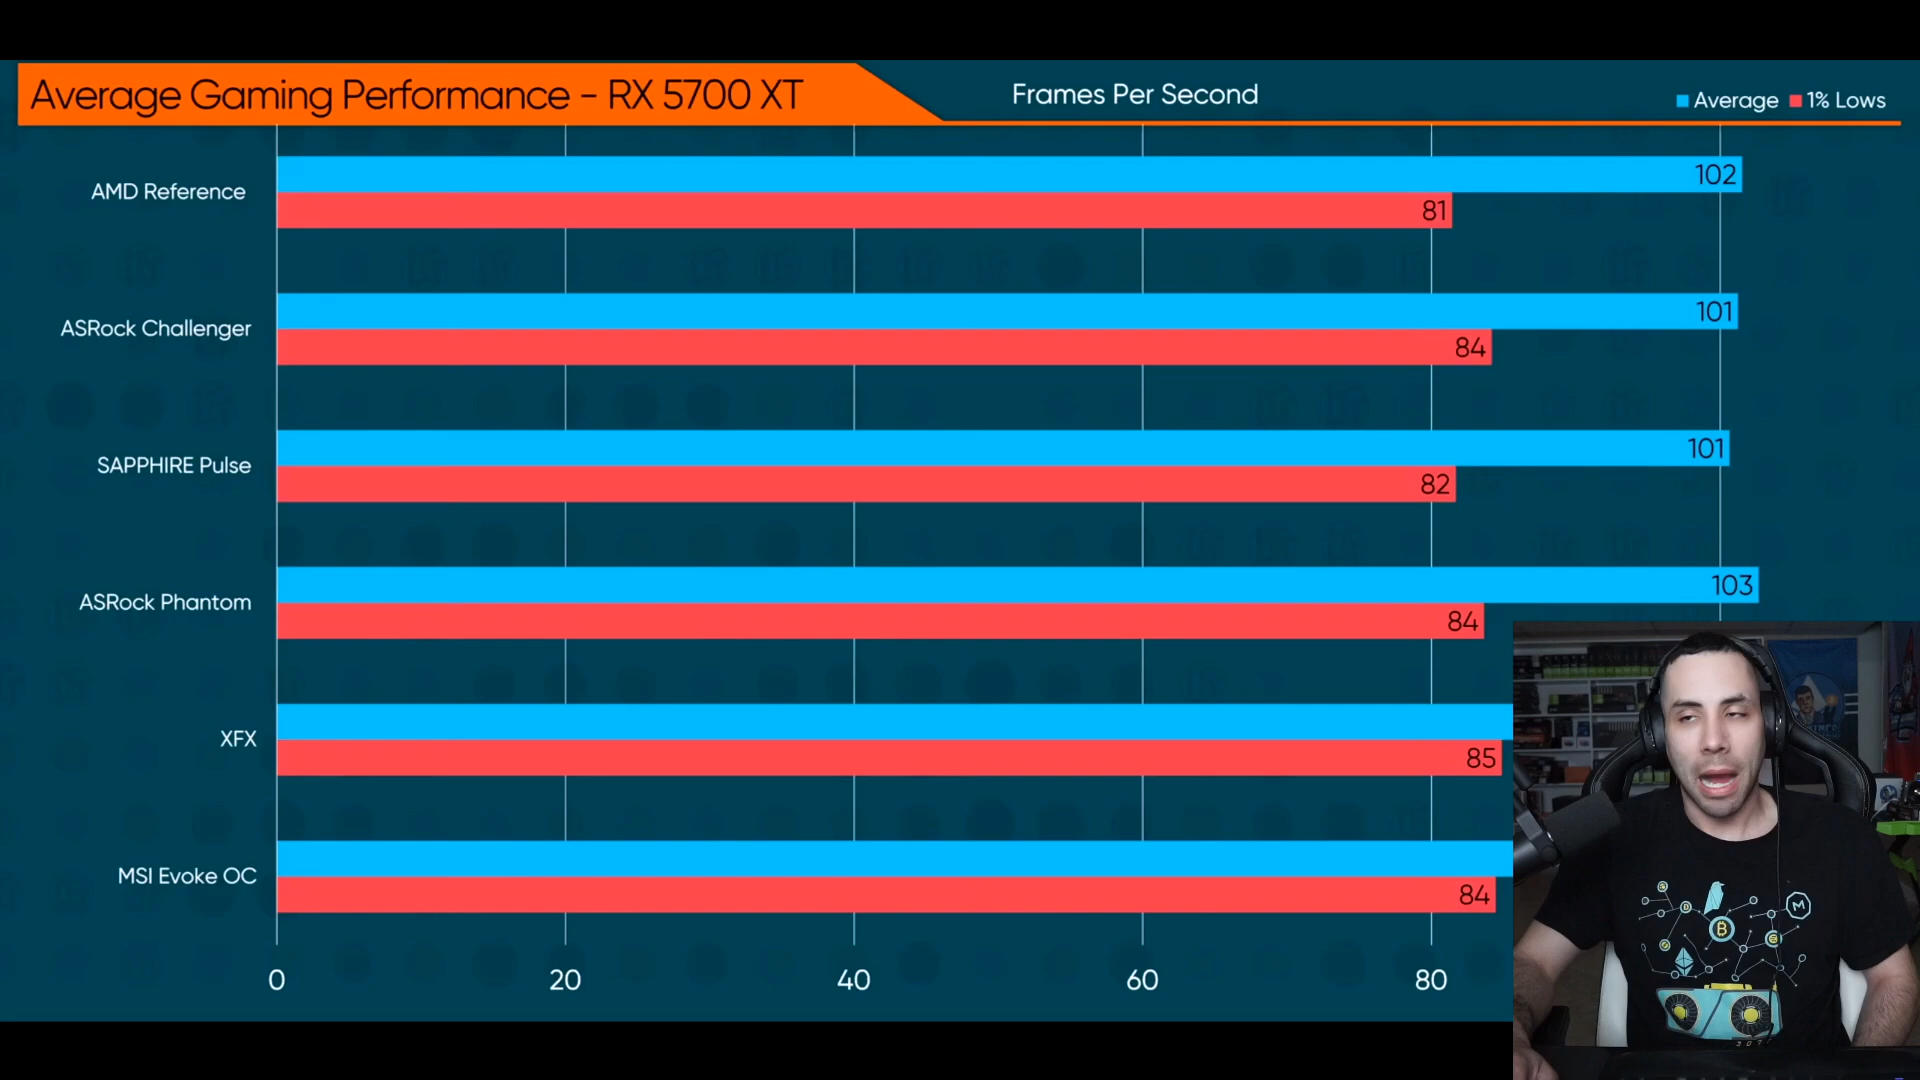 Average Gaming Performance - RX 5700 XT
Frames Per Second
Average 1% Lows
AMD Reference
102
81
ASRock Challenger
101
84
SAPPHIRE Pulse
101
82
ASRock Phantom
103
84
XFX
85
MSI Evoke OC
84
0 20 40 60 80